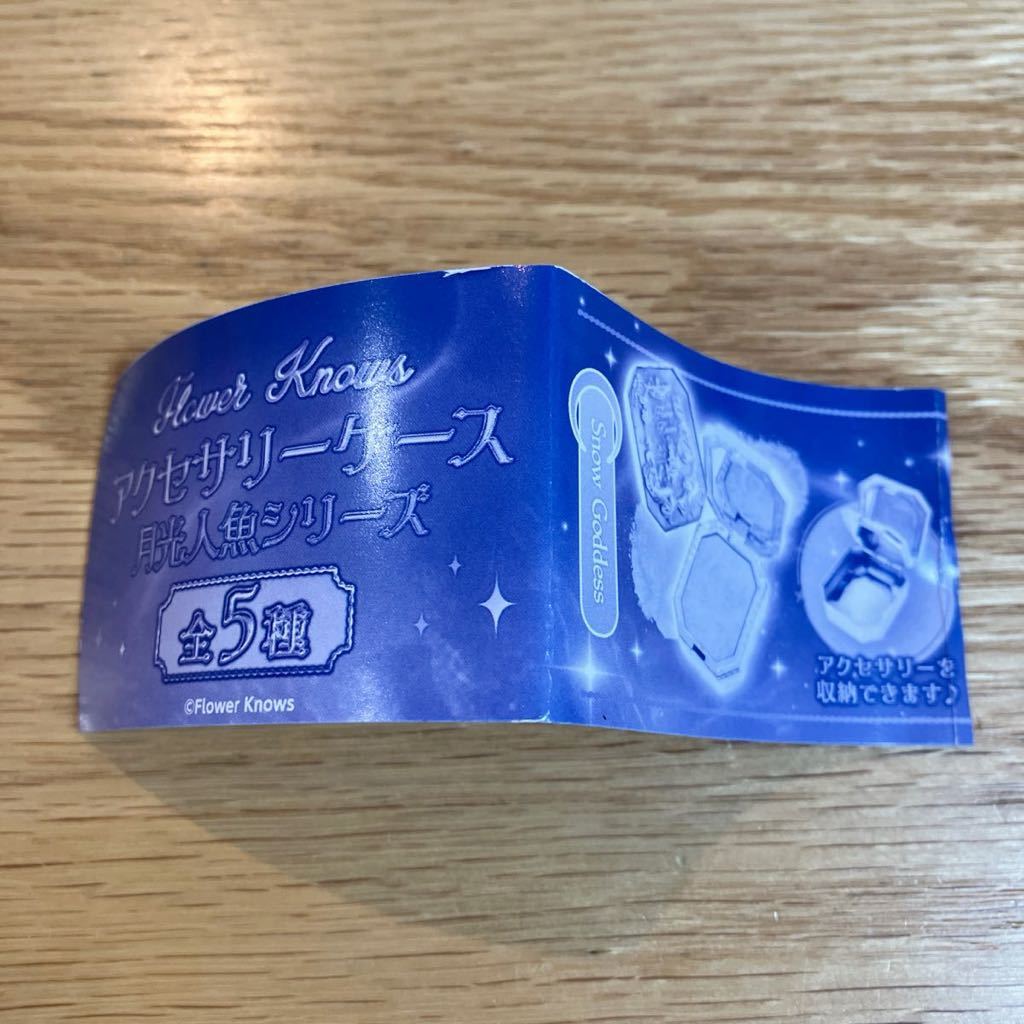 Flower Knows
アクセサリーケース
月光人魚シリーズ
全5種
©Flower Knows
Snow Goddess
アクセサリーを
収納できます♪